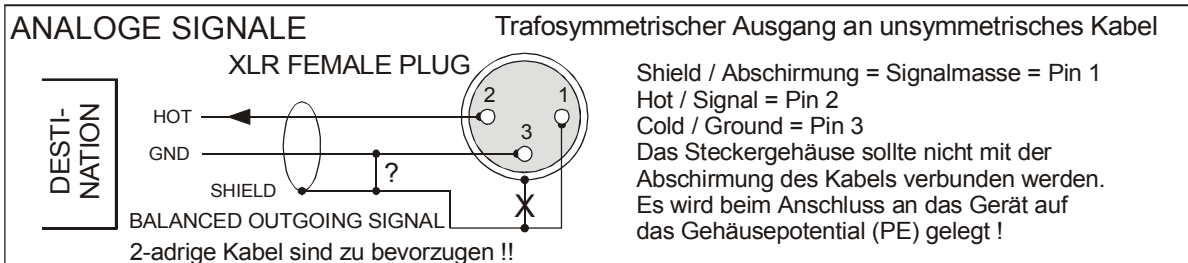 ANALOGE SIGNALE
Trafosymmetrischer Ausgang an unsymmetrisches Kabel
XLR FEMALE PLUG
DESTI-
NATION
HOT
GND
SHIELD
?
2
1
3
X
BALANCED OUTGOING SIGNAL
2-adrige Kabel sind zu bevorzugen !!
Shield / Abschirmung = Signalmasse = Pin 1
Hot / Signal = Pin 2
Cold / Ground = Pin 3
Das Steckergehäuse sollte nicht mit der
Abschirmung des Kabels verbunden werden.
Es wird beim Anschluss an das Gerät auf
das Gehäusepotential (PE) gelegt !